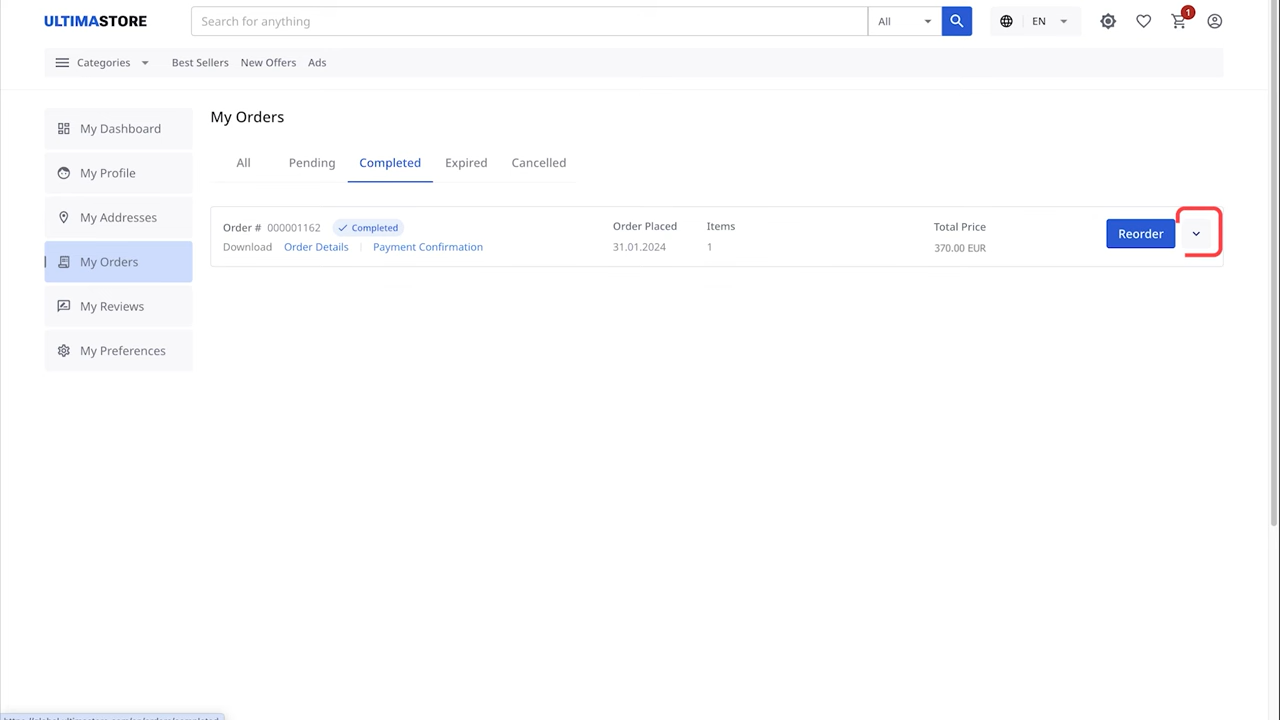 ULTIMASTORE
Search for anything
All
EN
1
Categories
Best Sellers
New Offers
Ads
My Dashboard
My Profile
My Addresses
My Orders
My Reviews
My Preferences
My Orders
All
Pending
Completed
Expired
Cancelled
Order # 000001162 Completed
Download Order Details | Payment Confirmation
Order Placed
31.01.2024
Items
1
Total Price
370.00 EUR
Reorder